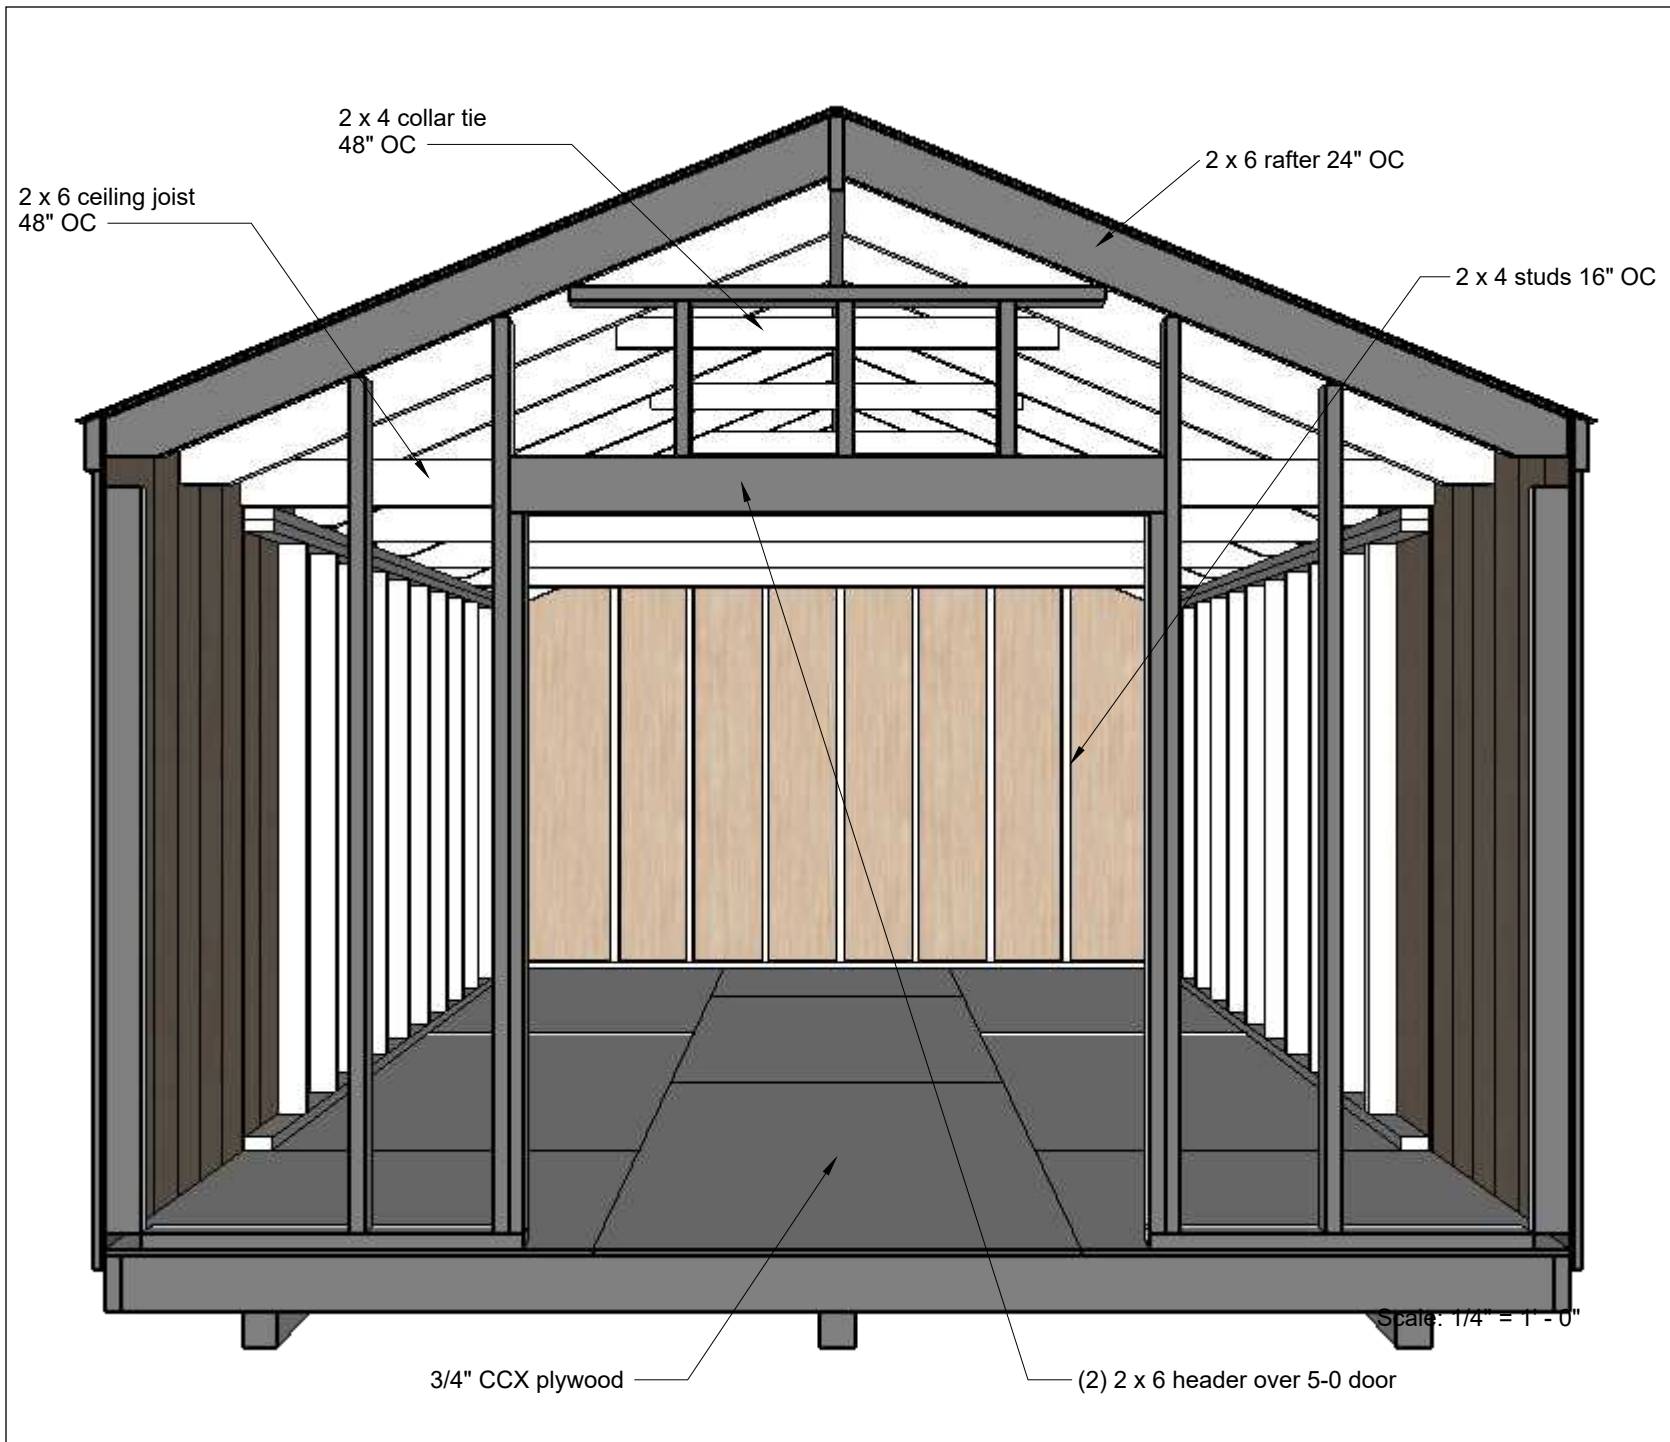 2 x 4 collar tie
48" OC
2 x 6 rafter 24" OC
2 x 6 ceiling joist
48" OC
2 x 4 studs 16" OC
Scale: 1/4" = 1' - 0"
3/4" CCX plywood
(2) 2 x 6 header over 5-0 door